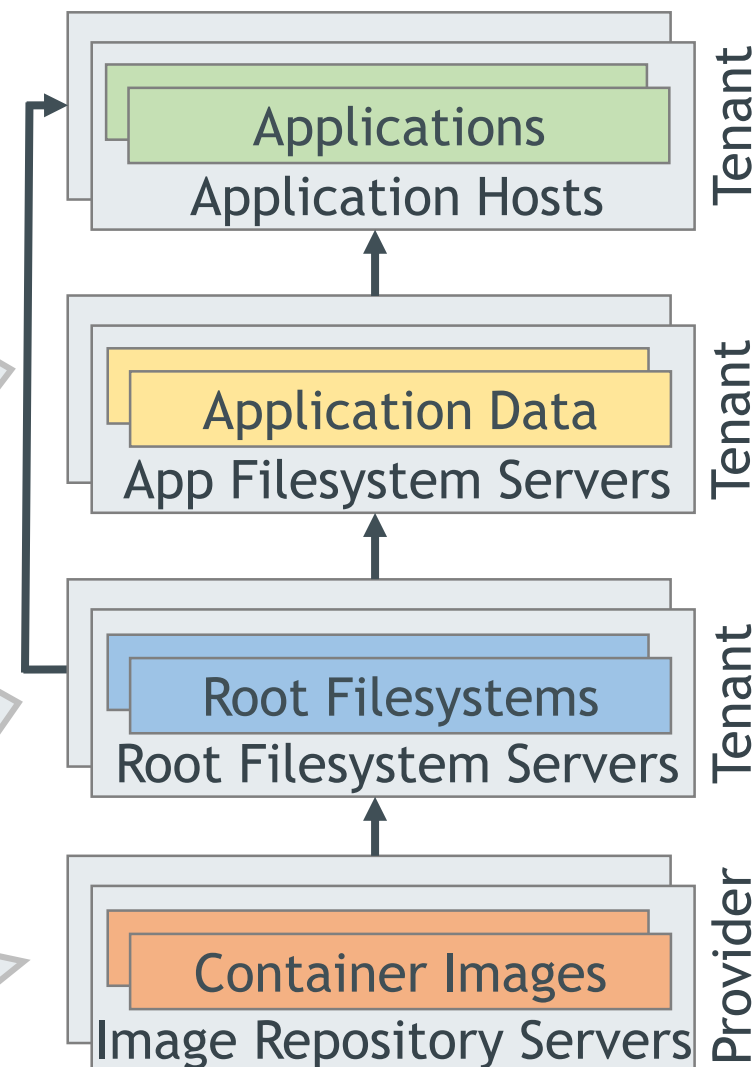 Applications
Application Hosts
Tenant
Application Data
App Filesystem Servers
Tenant
Root Filesystems
Root Filesystem Servers
Tenant
Container Images
Image Repository Servers
Provider